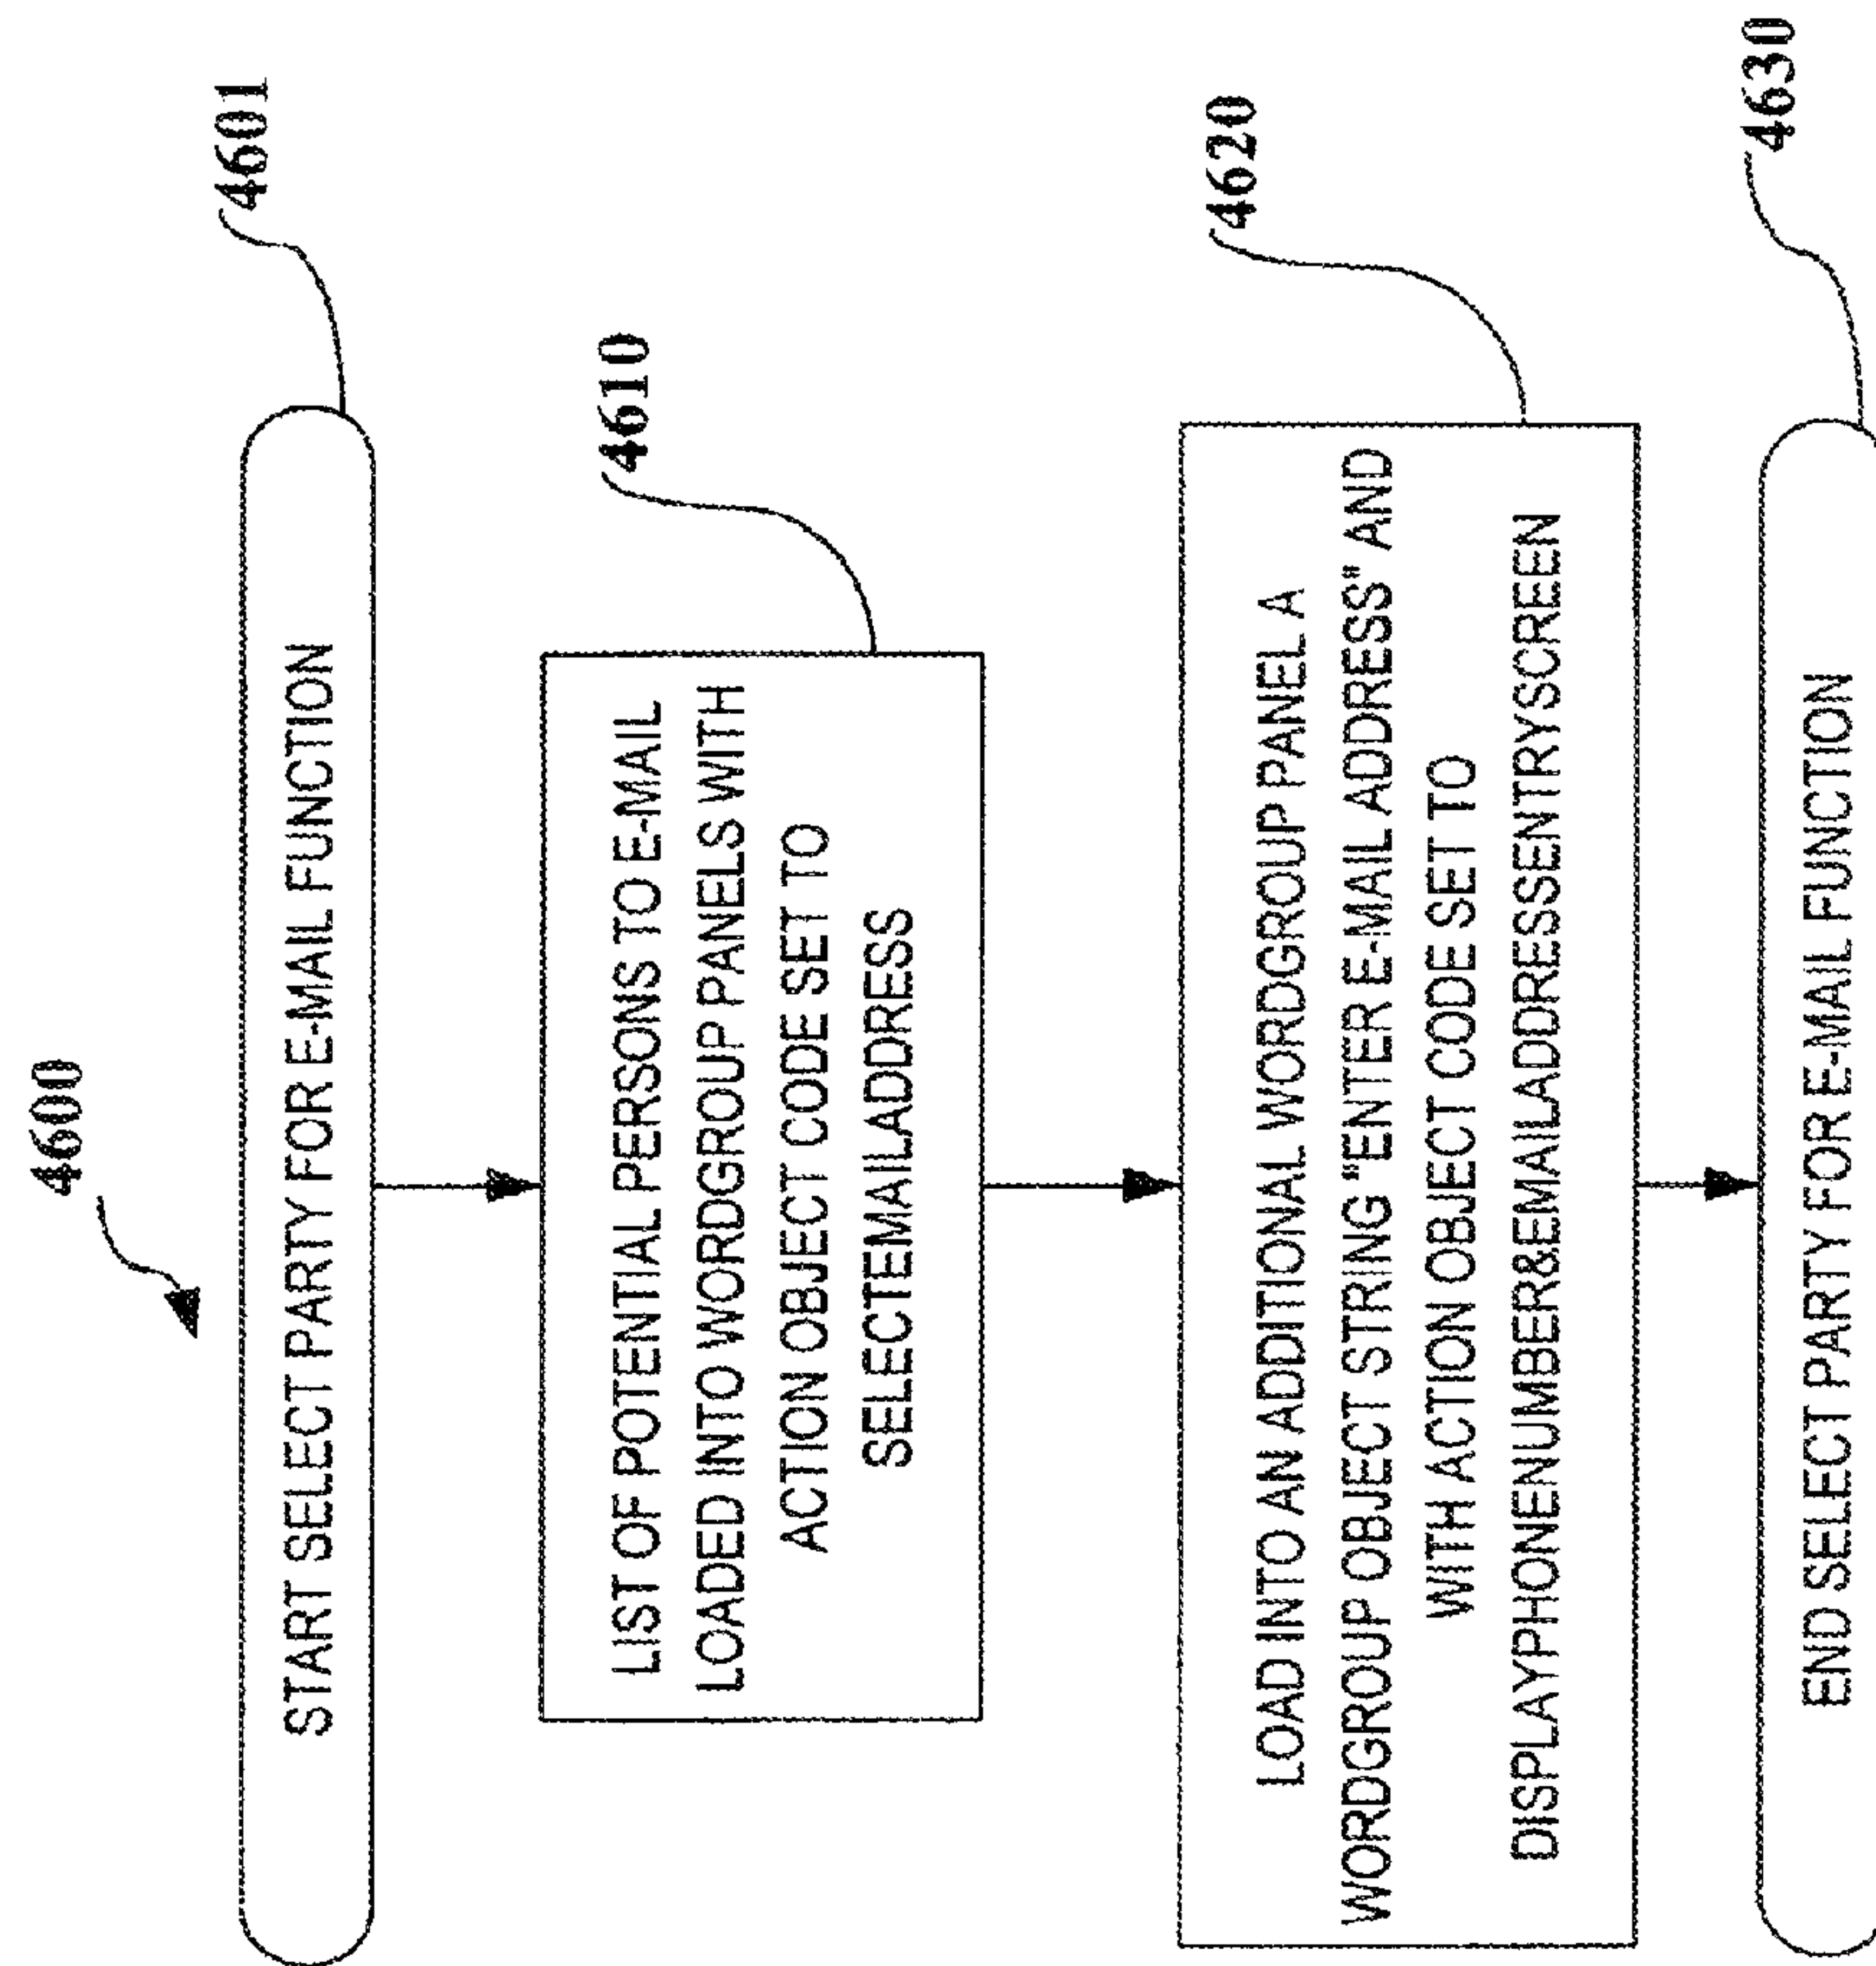 4600
START SELECT PARTY FOR E-MAIL FUNCTION
4601
LIST OF POTENTIAL PERSONS TO E-MAIL
LOADED INTO WORDGROUP PANELS WITH
ACTION OBJECT CODE SET TO
SELECTEMAILADDRESS
4610
LOAD INTO AN ADDITIONAL WORDGROUP PANEL A
WORDGROUP OBJECT STRING "ENTER E-MAIL ADDRESS" AND
WITH ACTION OBJECT CODE SET TO
DISPLAYPHONENUMBER&EMAILADDRESSENTRYSCREEN
4620
END SELECT PARTY FOR E-MAIL FUNCTION
4630